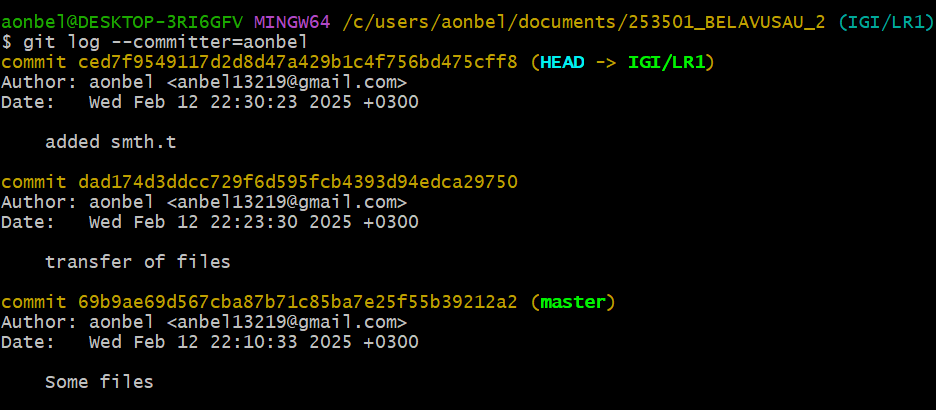 aonbel@DESKTOP-3RI6GFV MINGW64 /c/users/aonbel/documents/253501_BELAVUSAU_2 (IGI/LR1)
$ git log --committer=aonbel
commit ced7f9549117d2d8d47a429b1c4f756bd475cff8 (HEAD -> IGI/LR1)
Author: aonbel <anbel13219@gmail.com>
Date:   Wed Feb 12 22:30:23 2025 +0300
    added smth.t
commit dad174d3ddcc729f6d595fcb4393d94edca29750
Author: aonbel <anbel13219@gmail.com>
Date:   Wed Feb 12 22:23:30 2025 +0300
    transfer of files
commit 69b9ae69d567cba87b71c85ba7e25f55b39212a2 (master)
Author: aonbel <anbel13219@gmail.com>
Date:   Wed Feb 12 22:10:33 2025 +0300
    Some files